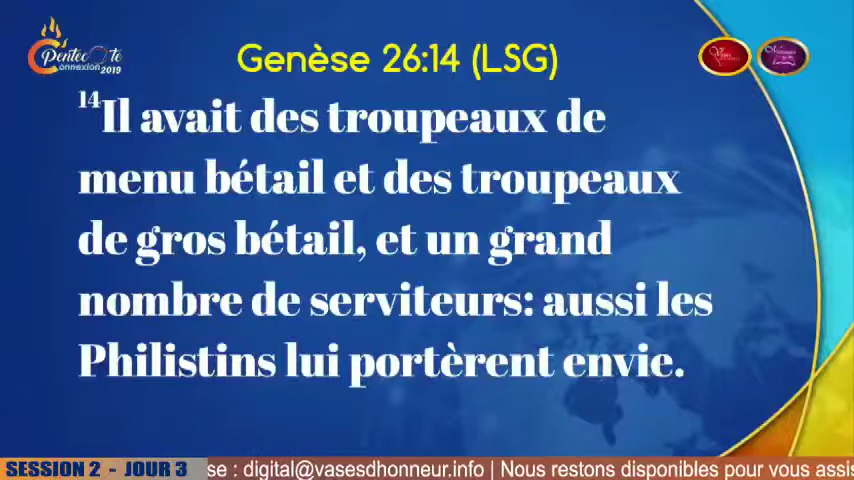 Pentecôte
Connexion 2019
Genèse 26:14 (LSG)
14Il avait des troupeaux de
menu bétail et des troupeaux
de gros bétail, et un grand
nombre de serviteurs: aussi les
Philistins lui portèrent envie.
SESSION 2 - JOUR 3 se : digital@vasesdhonneur.info | Nous restons disponibles pour vous assis